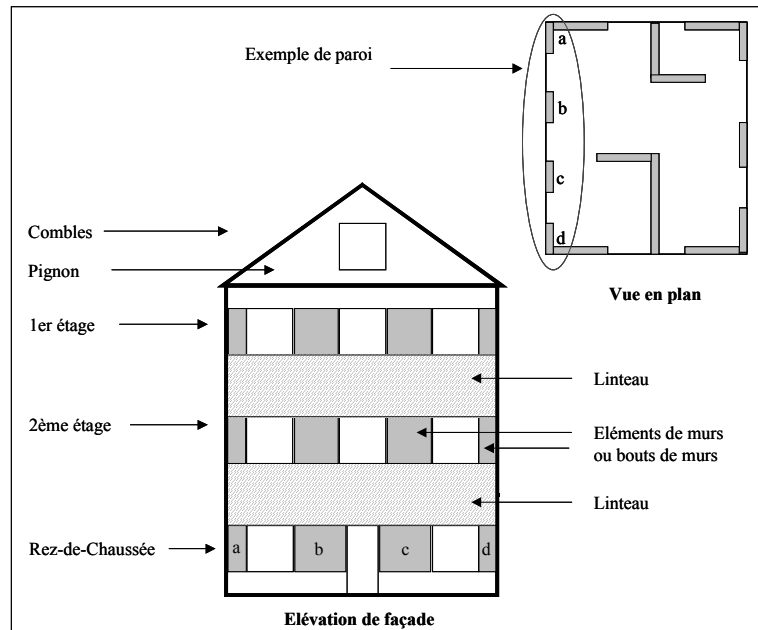 Exemple de paroi
a
b
c
d
Vue en plan
Combles
Pignon
1er étage
Linteau
2ème étage
Eléments de murs
ou bouts de murs
Linteau
Rez-de-Chaussée
a
b
c
d
Elévation de façade